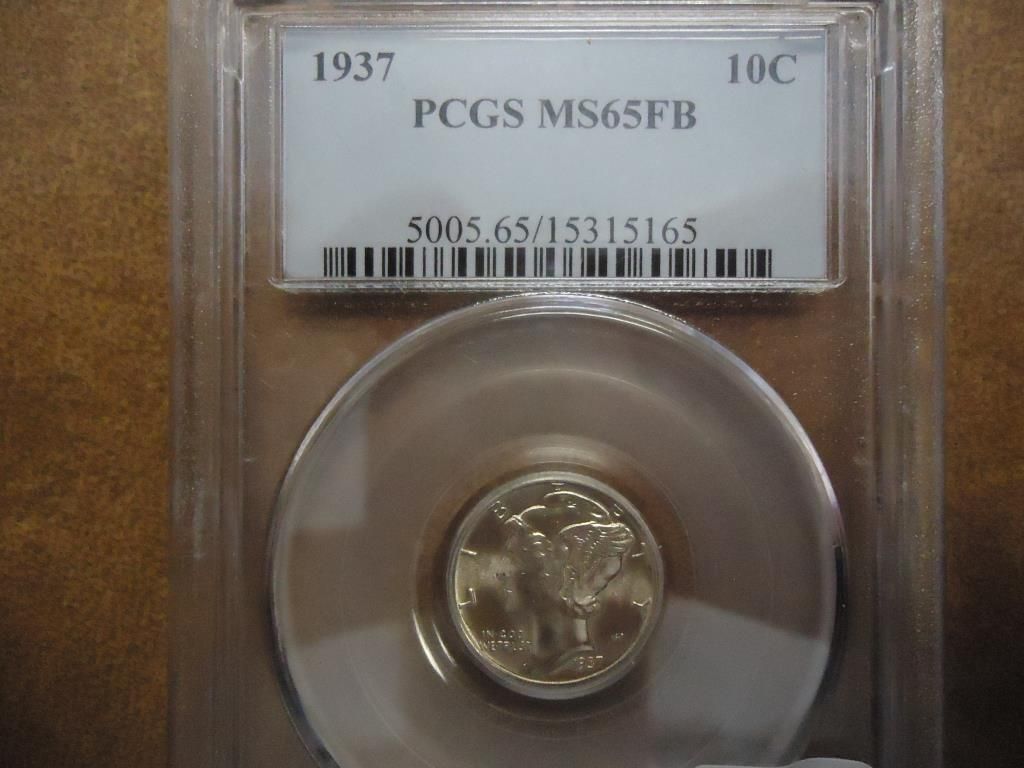 1937 10C
PCGS MS65FB
5005.65/15315165
LIBERTY
IN GOD
WE TRUST
1937